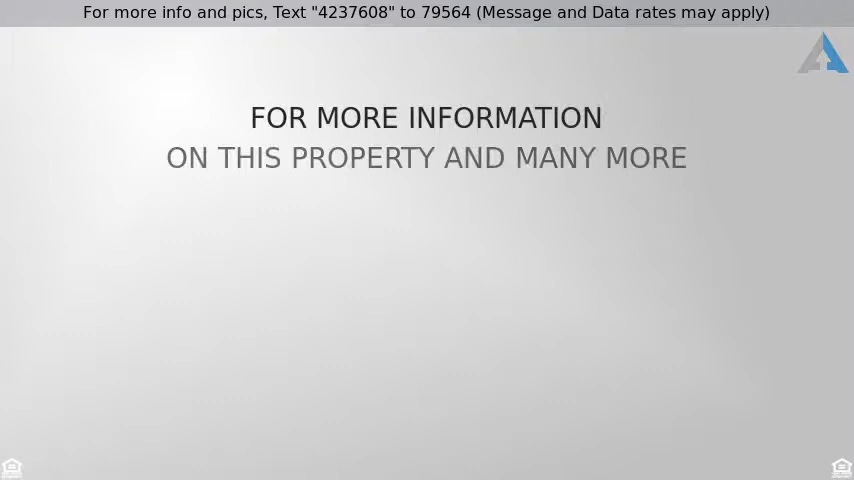 For more info and pics, Text "4237608" to 79564 (Message and Data rates may apply)
FOR MORE INFORMATION
ON THIS PROPERTY AND MANY MORE